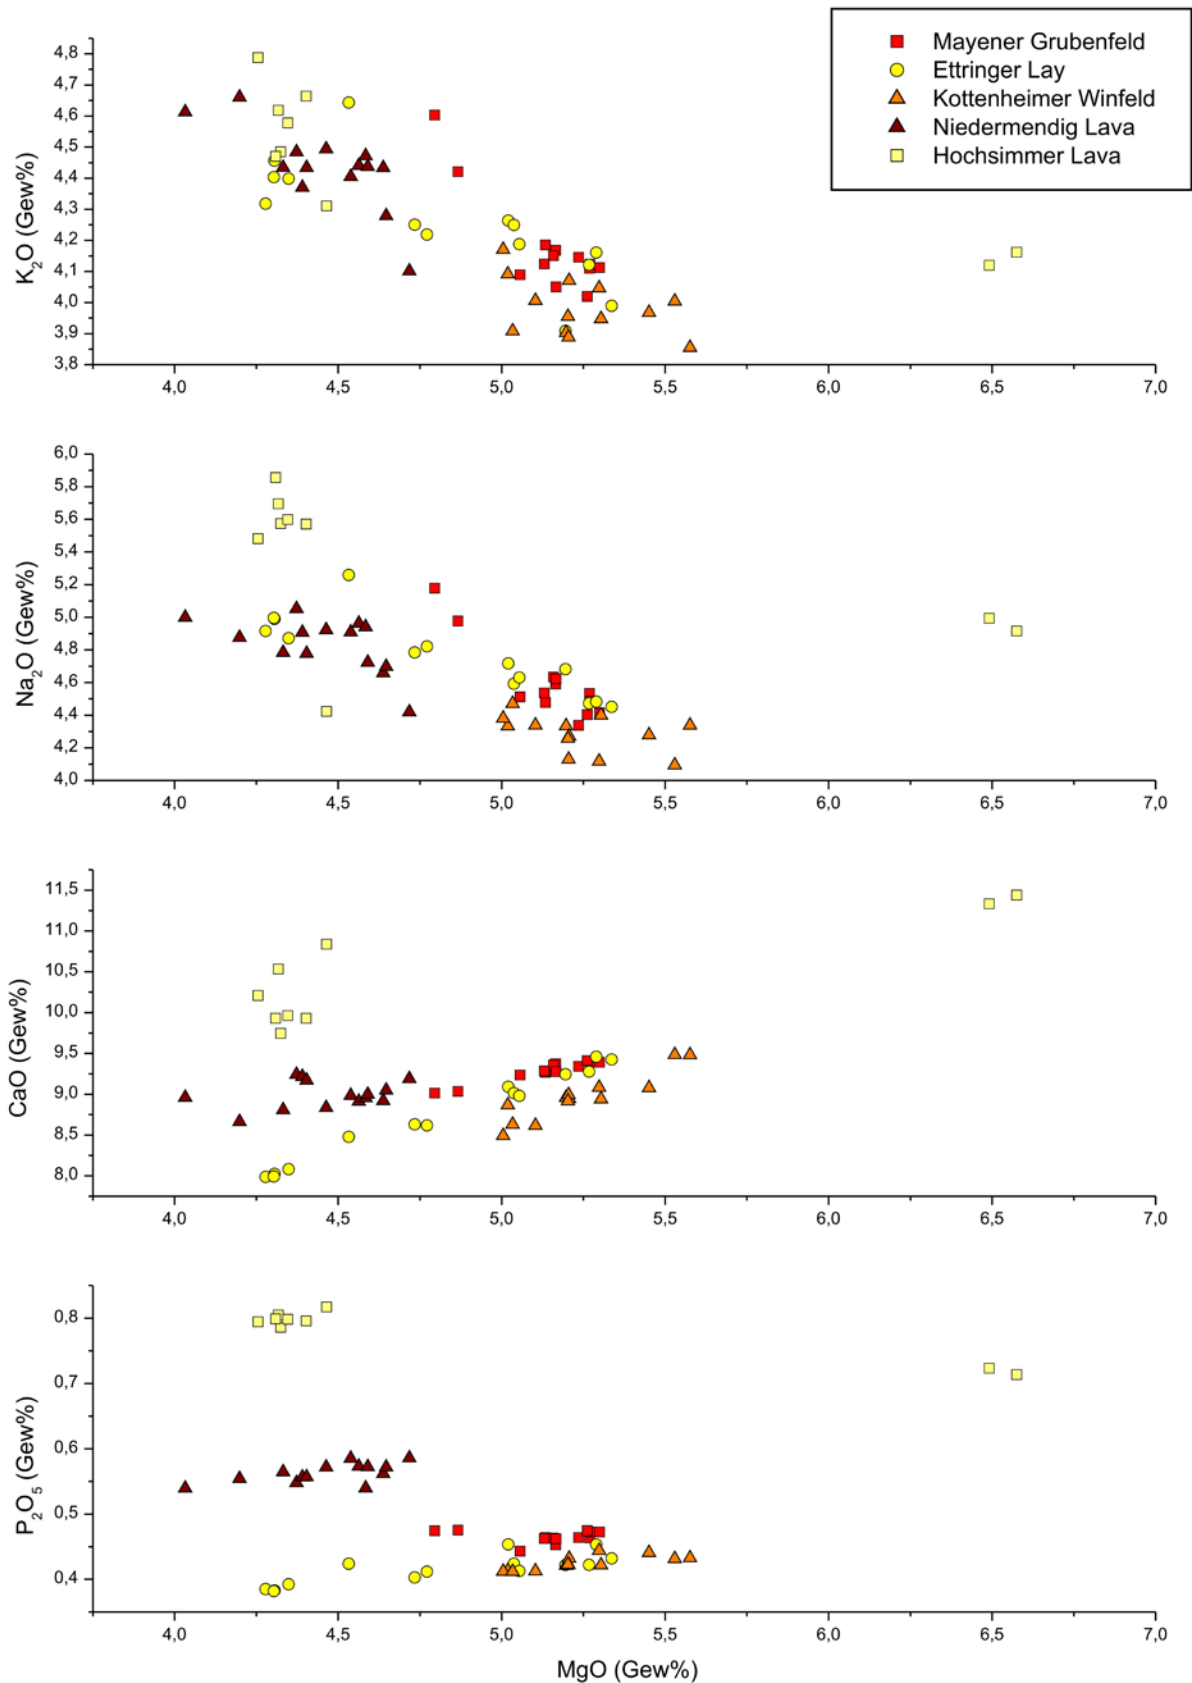 Mayener Grubenfeld
Ettringer Lay
Kottenheimer Winfeld
Niedermendig Lava
Hochsimmer Lava
K₂O (Gew%)
4,8
4,7
4,6
4,5
4,4
4,3
4,2
4,1
4,0
3,9
3,8
4,0 4,5 5,0 5,5 6,0 6,5 7,0
Na₂O (Gew%)
6,0
5,8
5,6
5,4
5,2
5,0
4,8
4,6
4,4
4,2
4,0
4,0 4,5 5,0 5,5 6,0 6,5 7,0
CaO (Gew%)
11,5
11,0
10,5
10,0
9,5
9,0
8,5
8,0
4,0 4,5 5,0 5,5 6,0 6,5 7,0
P₂O₅ (Gew%)
0,8
0,7
0,6
0,5
0,4
4,0 4,5 5,0 5,5 6,0 6,5 7,0
MgO (Gew%)